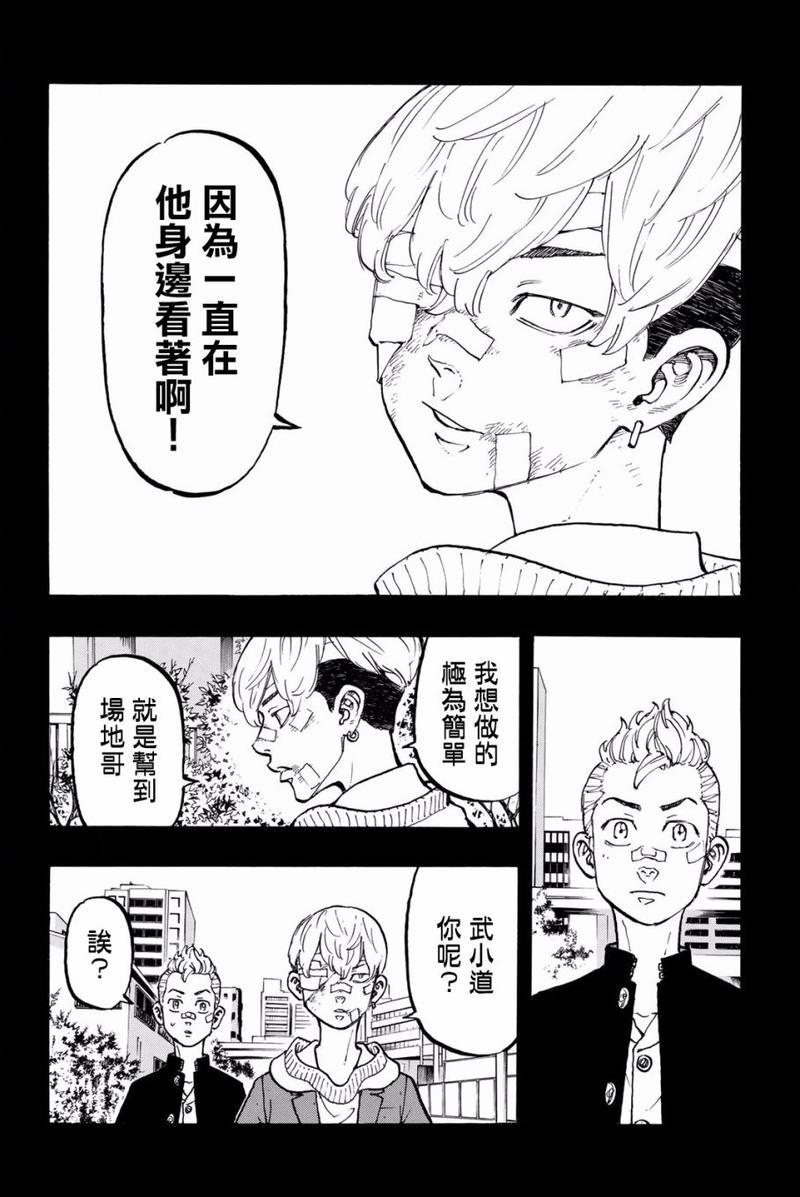 因為一直在
他身邊看著啊！
我想做的
極為簡單
就是幫到
場地哥
武小道
你呢？
誒？